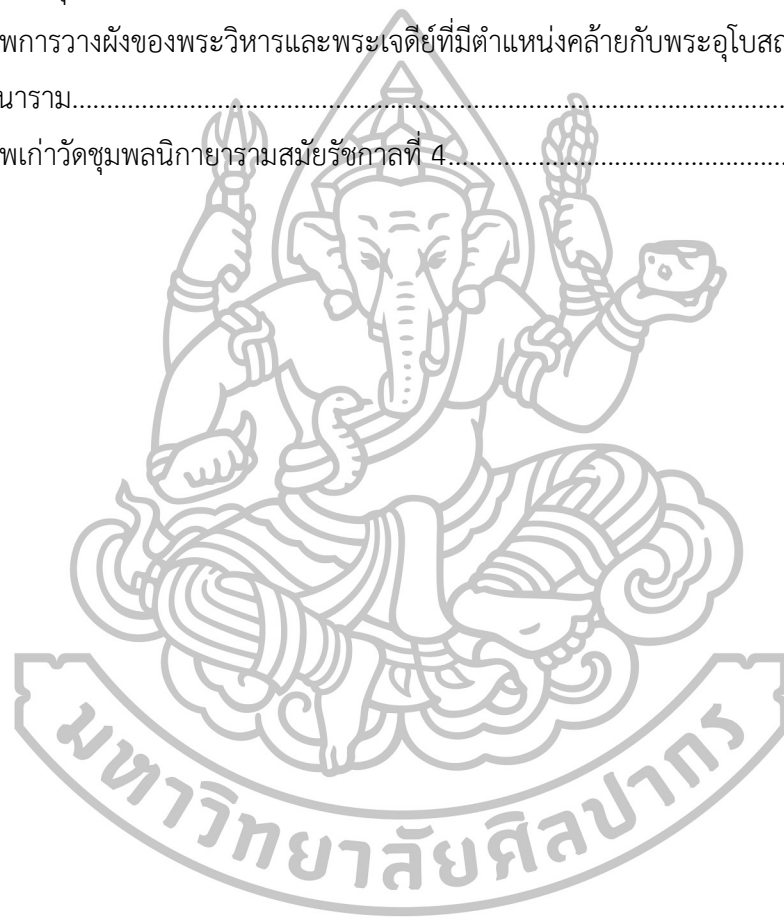 พการวางผังของพระวิหารและพระเจดีย์ที่มีตำแหน่งคล้ายกับพระอุโบสถ
นาราม................................................................................................
พเก่าวัดชุมพลนิกายารามสมัยรัชกาลที่ 4................................................
มหาวิทยาลัยศิลปากร